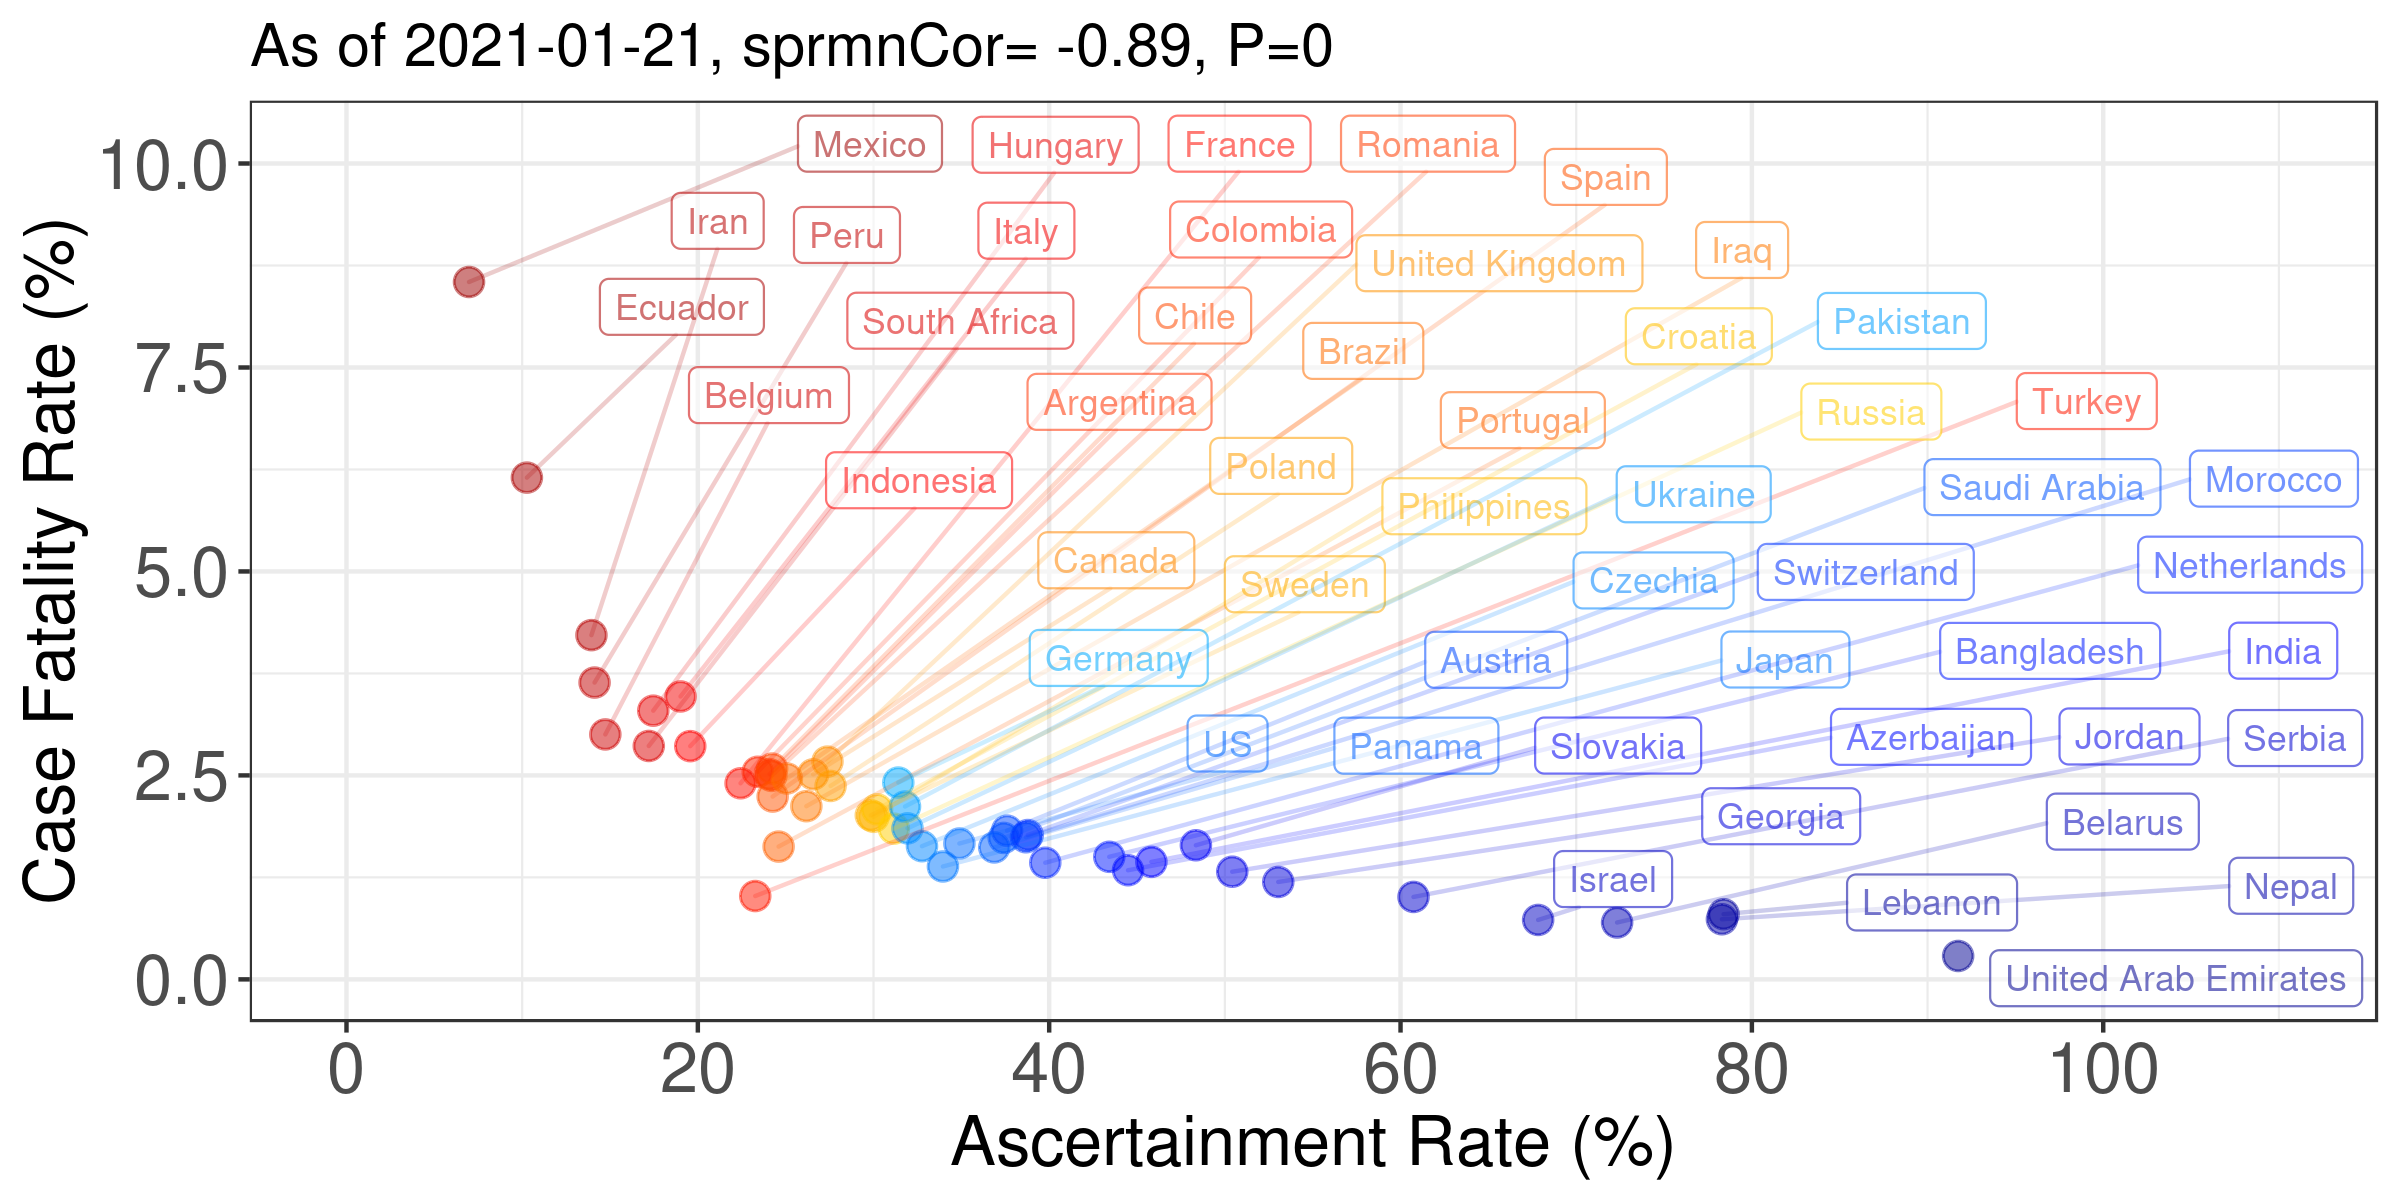 As of 2021-01-21, sprmnCor= -0.89, P=0
Case Fatality Rate (%)
10.0
7.5
5.0
2.5
0.0
Mexico
Hungary
France
Romania
Spain
Iran
Peru
Italy
Colombia
United Kingdom
Iraq
Ecuador
South Africa
Chile
Brazil
Croatia
Pakistan
Belgium
Argentina
Portugal
Russia
Turkey
Indonesia
Poland
Philippines
Ukraine
Saudi Arabia
Morocco
Canada
Sweden
Czechia
Switzerland
Netherlands
Germany
Austria
Japan
Bangladesh
India
US
Panama
Slovakia
Azerbaijan
Jordan
Serbia
Georgia
Belarus
Israel
Lebanon
Nepal
United Arab Emirates
0
20
40
60
80
100
Ascertainment Rate (%)